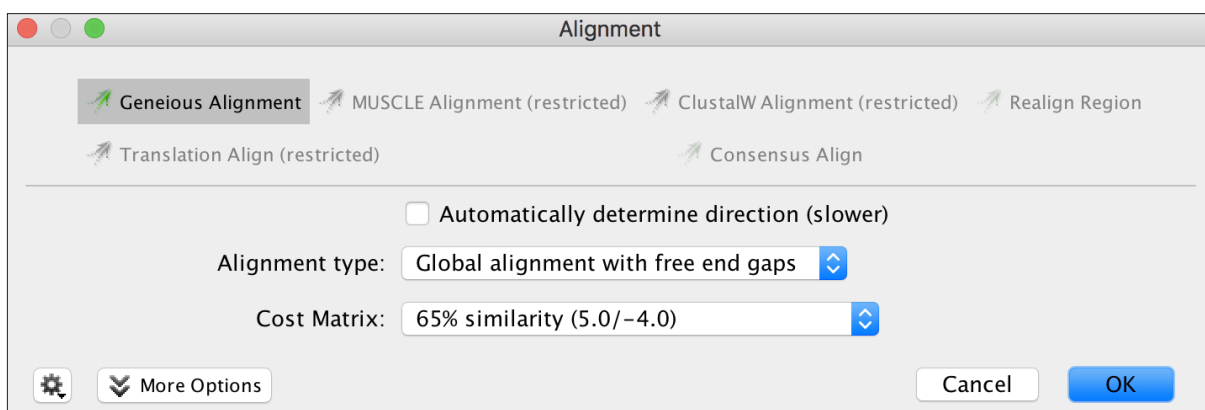 Alignment
Geneious Alignment MUSCLE Alignment (restricted) ClustalW Alignment (restricted) Realign Region
Translation Align (restricted) Consensus Align
Automatically determine direction (slower)
Alignment type: Global alignment with free end gaps
Cost Matrix: 65% similarity (5.0/−4.0)
More Options Cancel OK